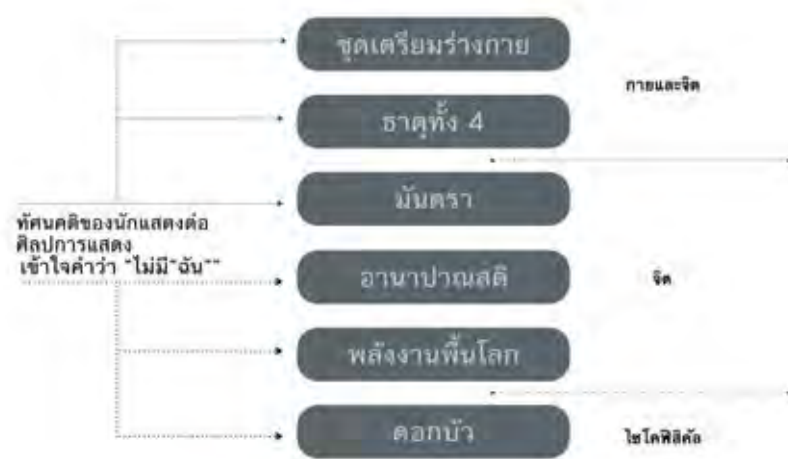 ชุดเตรียมร่างกาย
กายและจิต
ธาตุทั้ง 4
มันตรา
ทัศนคติของนักแสดงต่อ
ศิลปการแสดง
เข้าใจคำว่า "ไม่มี"ฉัน""
อานาปาณสติ
จิต
พลังงานพื้นโลก
ดอกบัว
ไซโคฟิสิคัล